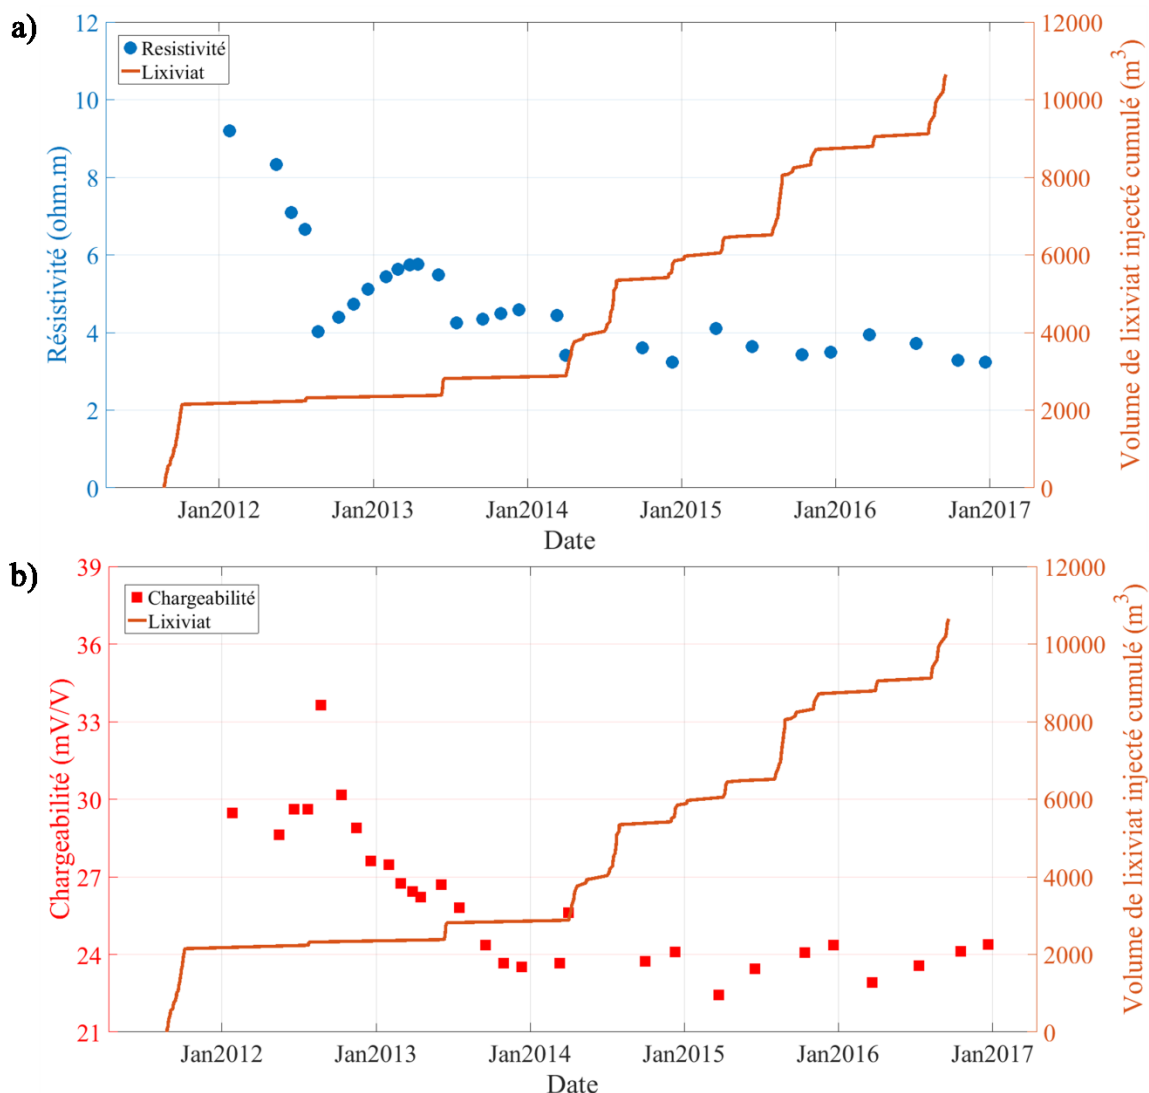 a)
12
10
8
6
4
2
0
Résistivité (ohm.m)
Resistivité
Lixiviat
12000
10000
8000
6000
4000
2000
0
Volume de lixiviat injecté cumulé (m³)
Jan2012 Jan2013 Jan2014 Jan2015 Jan2016 Jan2017
Date
b)
39
36
33
30
27
24
21
Chargeabilité (mV/V)
Chargeabilité
Lixiviat
12000
10000
8000
6000
4000
2000
0
Volume de lixiviat injecté cumulé (m³)
Jan2012 Jan2013 Jan2014 Jan2015 Jan2016 Jan2017
Date